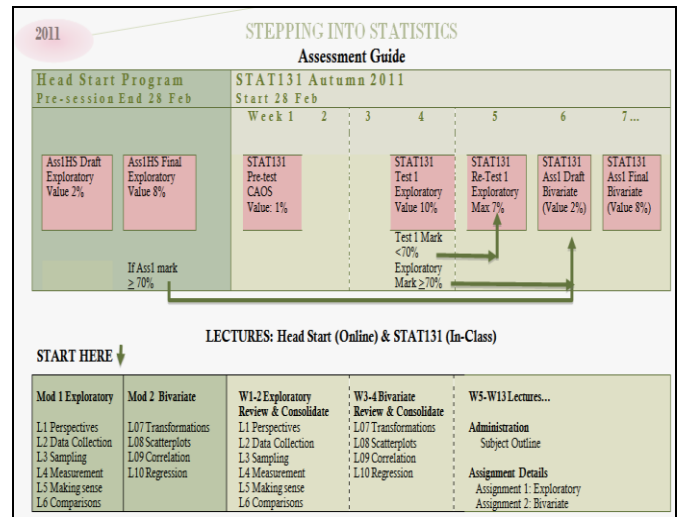 2011
STEPPING INTO STATISTICS
Assessment Guide
Head Start Program
Pre-session End 28 Feb
STAT131 Autumn 2011
Start 28 Feb
Week 1 2 3 4 5 6 7...
Ass1HS Draft
Exploratory
Value 2%
Ass1HS Final
Exploratory
Value 8%
STAT131
Pre-test
CAOS
Value: 1%
STAT131
Test 1
Exploratory
Value 10%
STAT131
Re-Test 1
Exploratory
Max 7%
STAT131
Ass1 Draft
Bivariate
(Value 2%)
STAT131
Ass1 Final
Bivariate
(Value 8%)
If Ass1 mark
≥ 70%
Test 1 Mark
<70%
Exploratory
Mark ≥70%
LECTURES: Head Start (Online) & STAT131 (In-Class)
START HERE
Mod 1 Exploratory
L1 Perspectives
L2 Data Collection
L3 Sampling
L4 Measurement
L5 Making sense
L6 Comparisons
Mod 2 Bivariate
L07 Transformations
L08 Scatterplots
L09 Correlation
L10 Regression
W1-2 Exploratory
Review & Consolidate
L1 Perspectives
L2 Data Collection
L3 Sampling
L4 Measurement
L5 Making sense
L6 Comparisons
W3-4 Bivariate
Review & Consolidate
L07 Transformations
L08 Scatterplots
L09 Correlation
L10 Regression
W5-W13 Lectures...
Administration
Subject Outline
Assignment Details
Assignment 1: Exploratory
Assignment 2: Bivariate